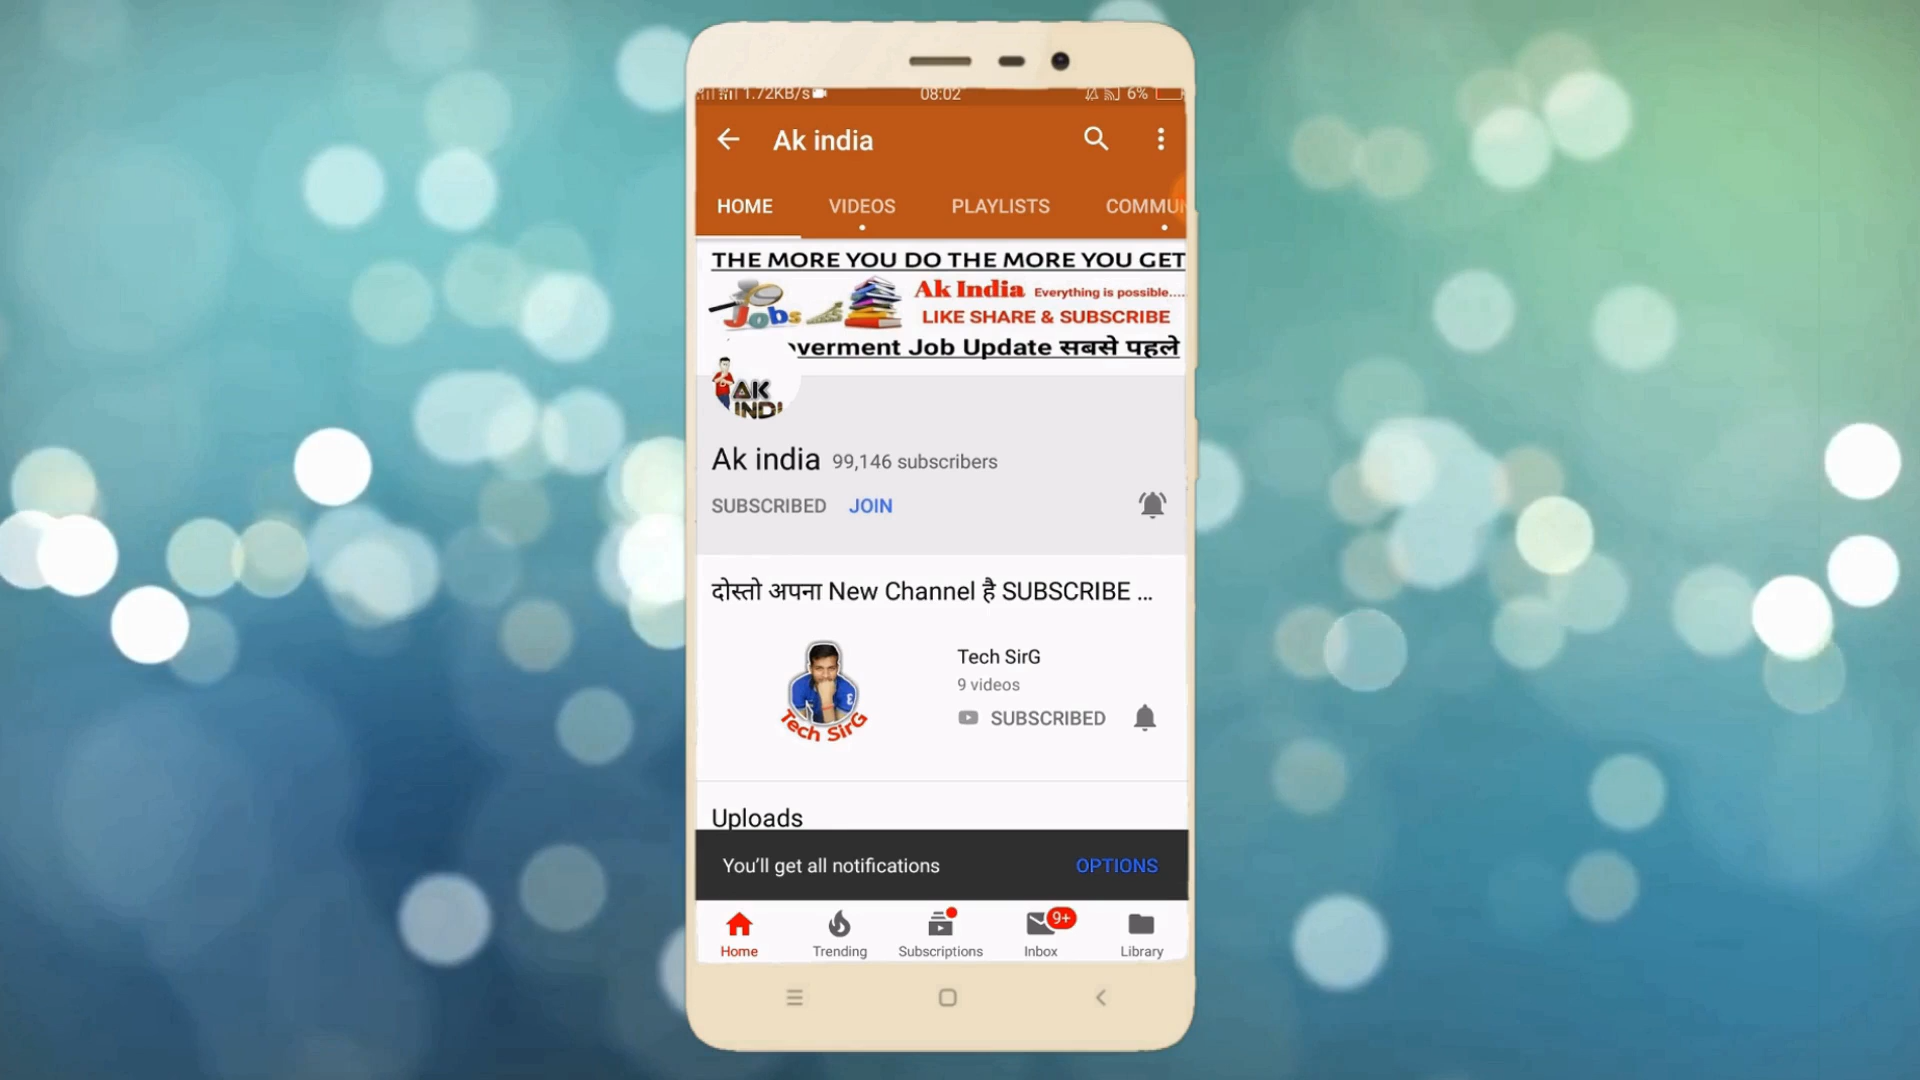 1.72KB/s 08:02 6%
Ak india
HOME VIDEOS PLAYLISTS COMMUN
THE MORE YOU DO THE MORE YOU GET
Jobs
Ak India Everything is possible.....
LIKE SHARE & SUBSCRIBE
overment Job Update सबसे पहले
AK
INDI
Ak india 99,146 subscribers
SUBSCRIBED JOIN
दोस्तो अपना New Channel है SUBSCRIBE ...
Tech SirG
Tech SirG
9 videos
SUBSCRIBED
Uploads
You'll get all notifications OPTIONS
9+
Home Trending Subscriptions Inbox Library